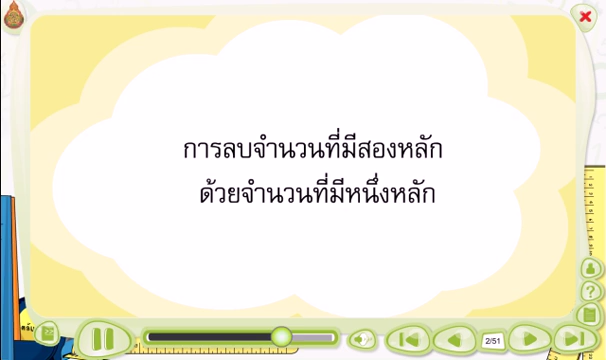 การลบจำนวนที่มีสองหลัก
ด้วยจำนวนที่มีหนึ่งหลัก
2/51
?